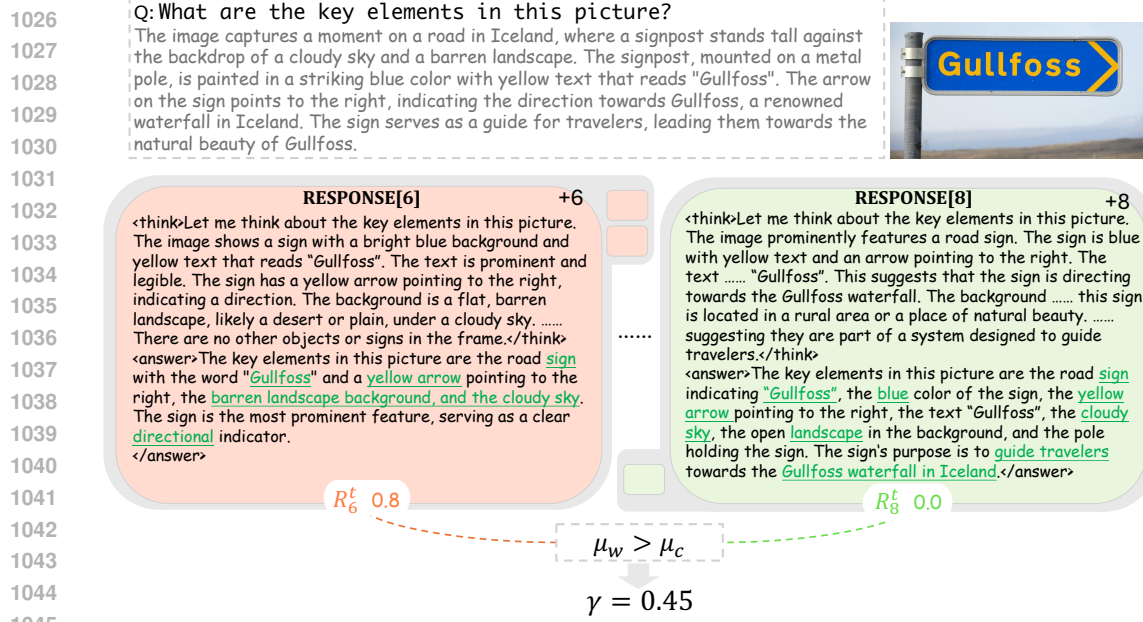 1026
1027
1028
1029
1030
1031
1032
1033
1034
1035
1036
1037
1038
1039
1040
1041
1042
1043
1044
Q: What are the key elements in this picture?
The image captures a moment on a road in Iceland, where a signpost stands tall against
the backdrop of a cloudy sky and a barren landscape. The signpost, mounted on a metal
pole, is painted in a striking blue color with yellow text that reads "Gullfoss". The arrow
on the sign points to the right, indicating the direction towards Gullfoss, a renowned
waterfall in Iceland. The sign serves as a guide for travelers, leading them towards the
natural beauty of Gullfoss.
Gullfoss
RESPONSE[6] +6
<think>Let me think about the key elements in this picture.
The image shows a sign with a bright blue background and
yellow text that reads “Gullfoss”. The text is prominent and
legible. The sign has a yellow arrow pointing to the right,
indicating a direction. The background is a flat, barren
landscape, likely a desert or plain, under a cloudy sky. ......
There are no other objects or signs in the frame.</think>
<answer>The key elements in this picture are the road sign
with the word "Gullfoss" and a yellow arrow pointing to the
right, the barren landscape background, and the cloudy sky.
The sign is the most prominent feature, serving as a clear
directional indicator.
</answer>
R₆ᵗ 0.8
......
RESPONSE[8] +8
<think>Let me think about the key elements in this picture.
The image prominently features a road sign. The sign is blue
with yellow text and an arrow pointing to the right. The
text ...... “Gullfoss”. This suggests that the sign is directing
towards the Gullfoss waterfall. The background ...... this sign
is located in a rural area or a place of natural beauty. ......
suggesting they are part of a system designed to guide
travelers.</think>
<answer>The key elements in this picture are the road sign
indicating “Gullfoss”, the blue color of the sign, the yellow
arrow pointing to the right, the text “Gullfoss”, the cloudy
sky, the open landscape in the background, and the pole
holding the sign. The sign‘s purpose is to guide travelers
towards the Gullfoss waterfall in Iceland.</answer>
R₈ᵗ 0.0
μ_w > μ_c
γ = 0.45